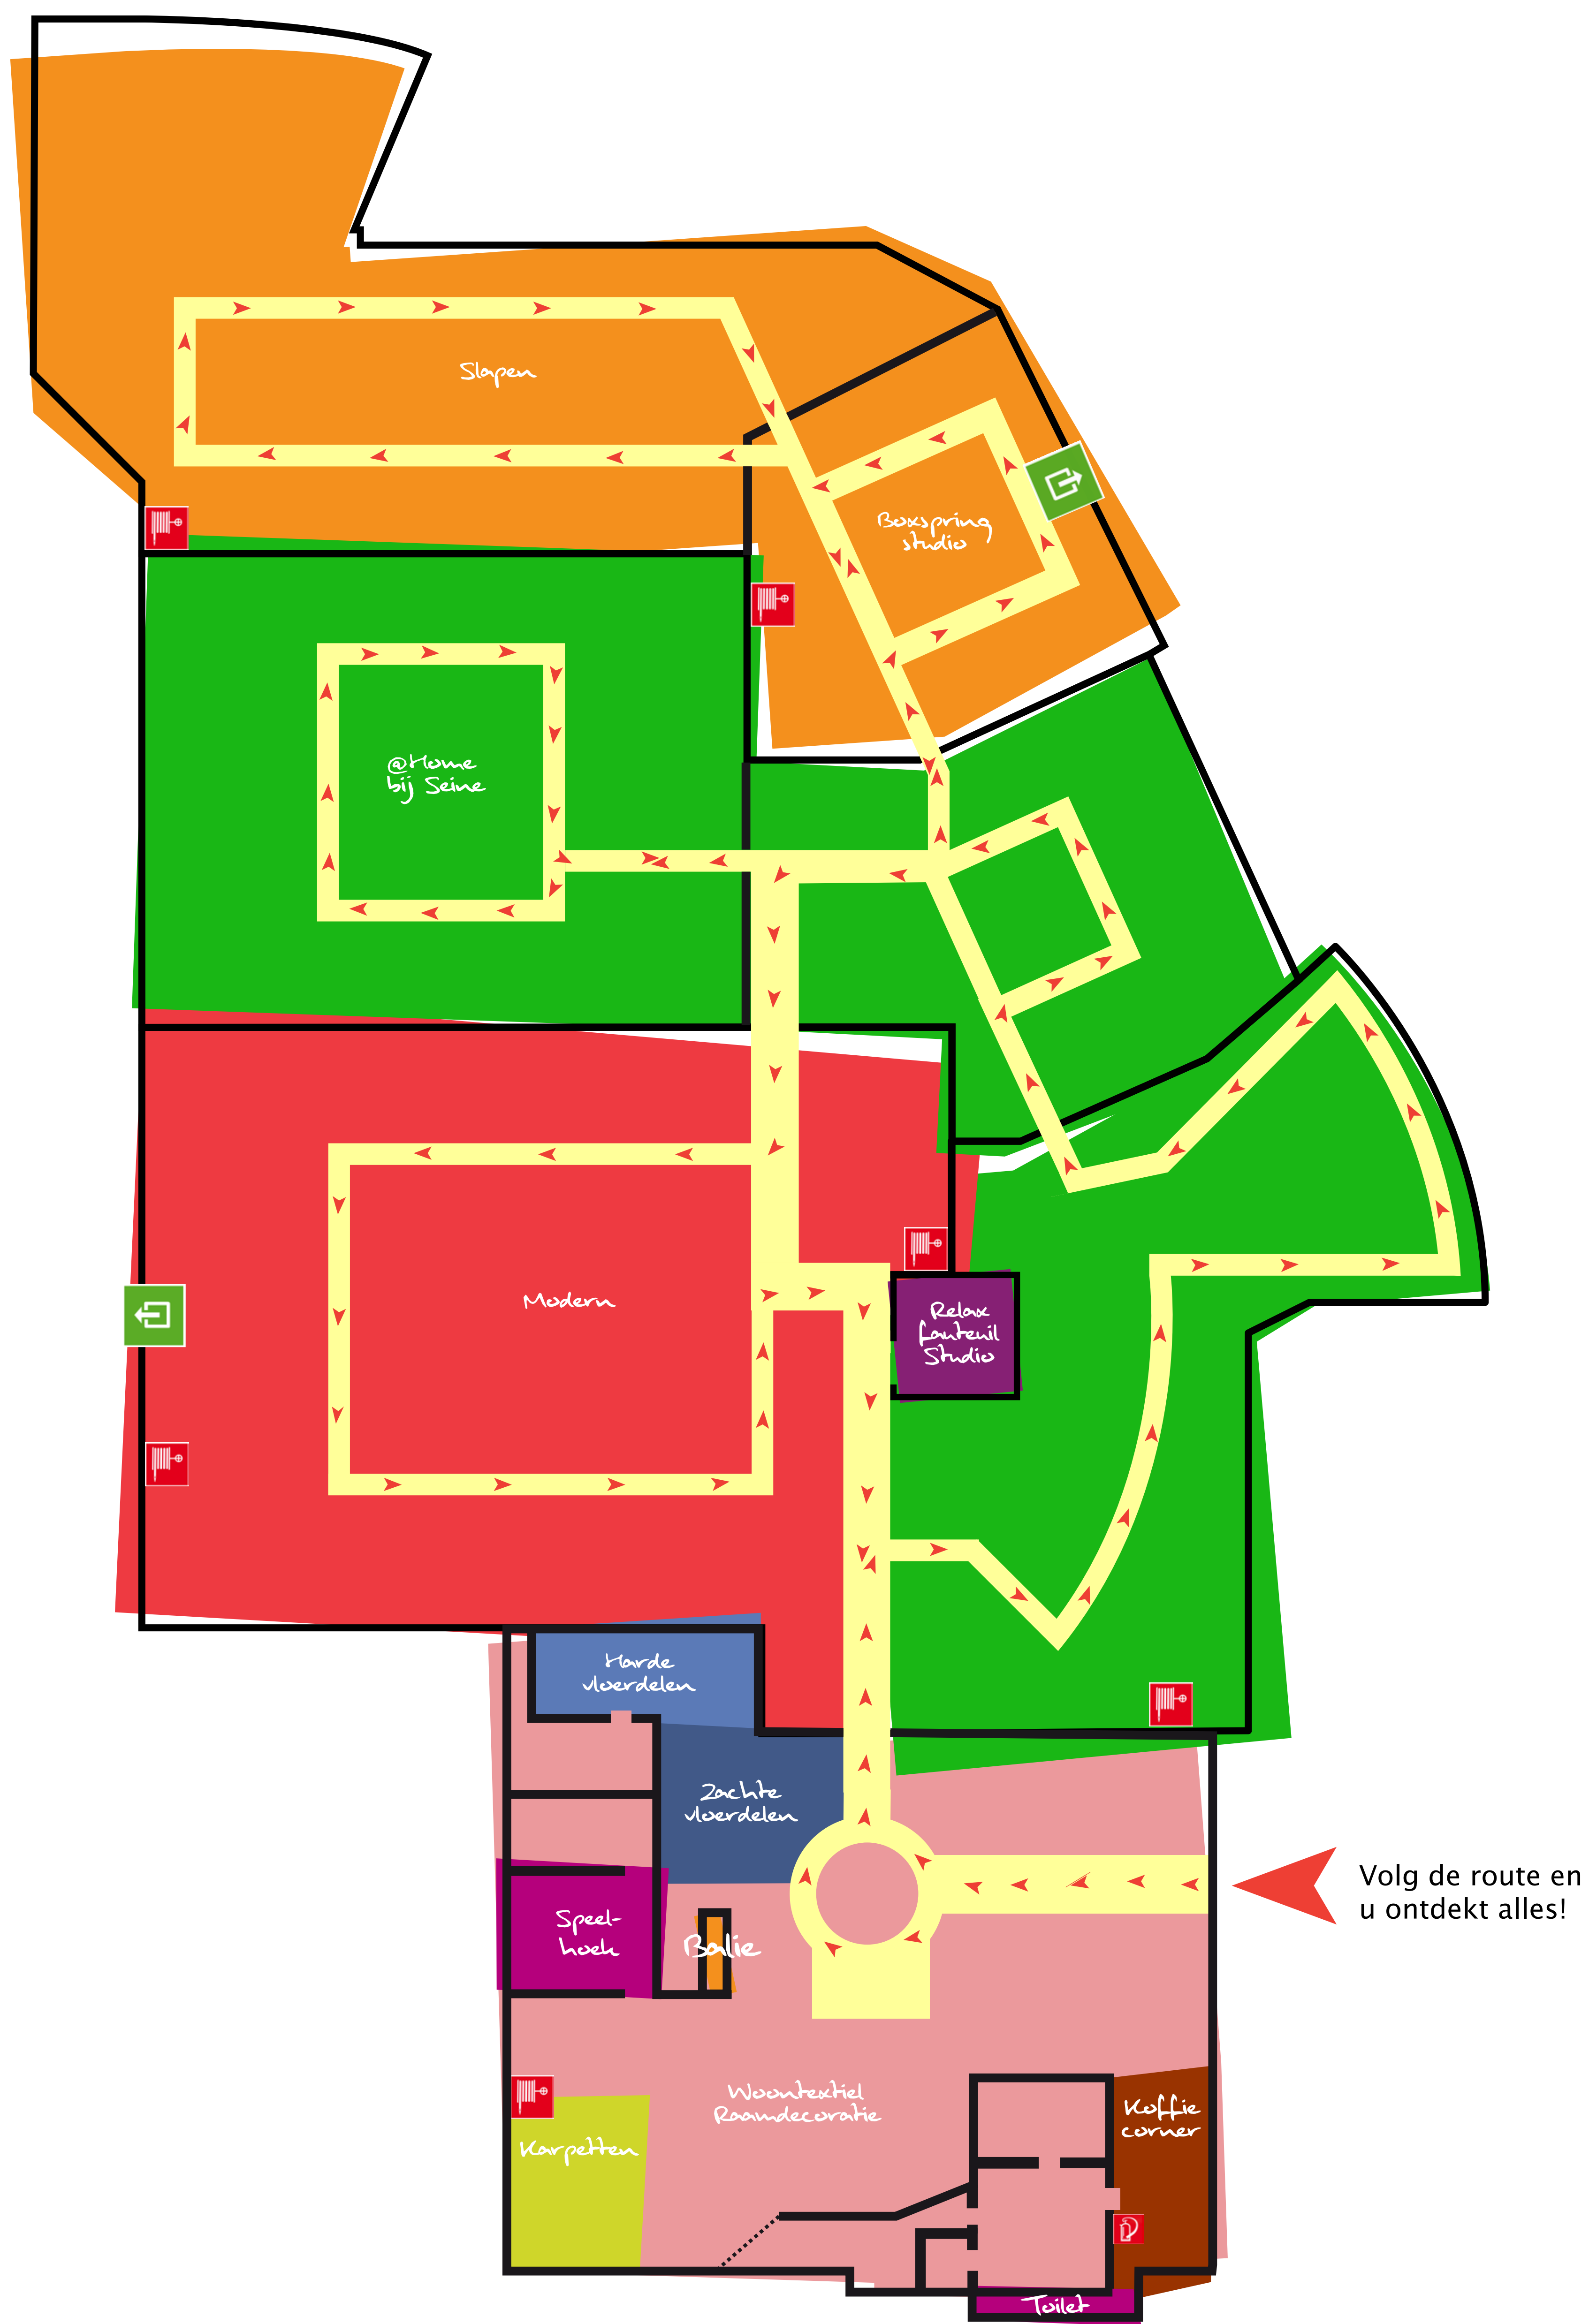 Slapen
Boxspring
studio
@Home
bij Seine
Modern
Relax
fauteuil
Studio
Harde
vloerdelen
Zachte
vloerdelen
Volg de route en
u ontdekt alles!
Speel-
hoek
Balie
Woontextiel
Raamdecoratie
Koffie
corner
Karpetten
Toilet